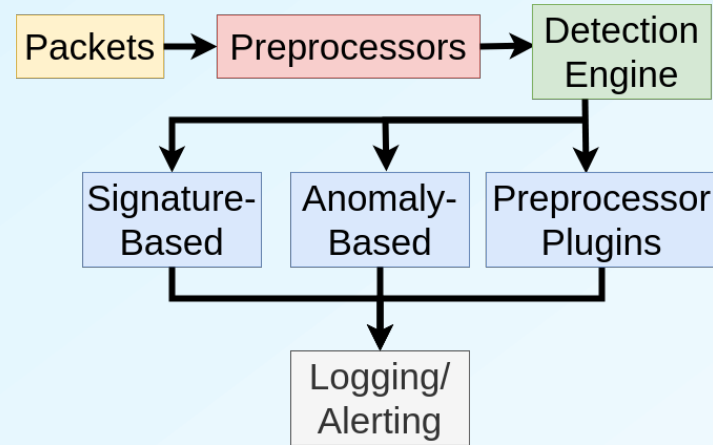 Packets
Preprocessors
Detection
Engine
Signature-
Based
Anomaly-
Based
Preprocessor
Plugins
Logging/
Alerting